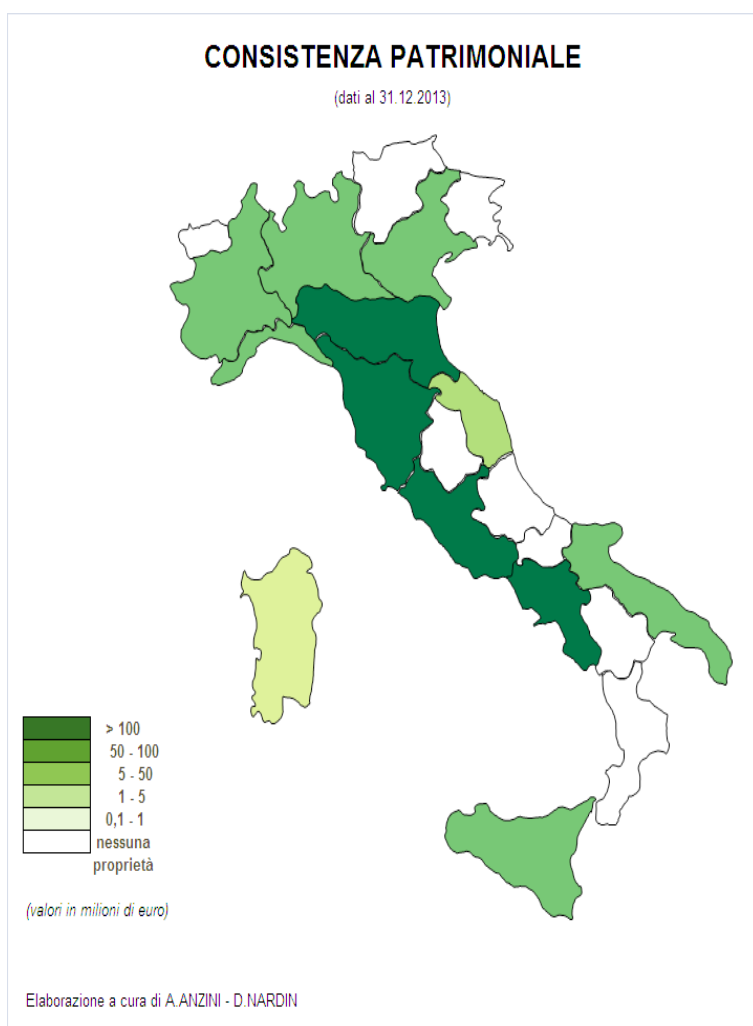 CONSISTENZA PATRIMONIALE
(dati al 31.12.2013)
> 100
50 - 100
5 - 50
1 - 5
0,1 - 1
nessuna
proprietà
(valori in milioni di euro)
Elaborazione a cura di A.ANZINI - D.NARDIN